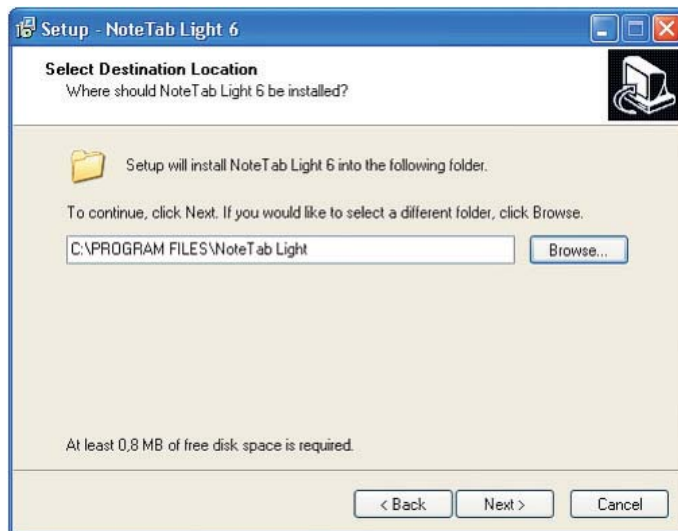 Setup - NoteTab Light 6
Select Destination Location
Where should NoteTab Light 6 be installed?
Setup will install NoteTab Light 6 into the following folder.
To continue, click Next. If you would like to select a different folder, click Browse.
C:\PROGRAM FILES\NoteTab Light
Browse...
At least 0,8 MB of free disk space is required.
< Back
Next >
Cancel